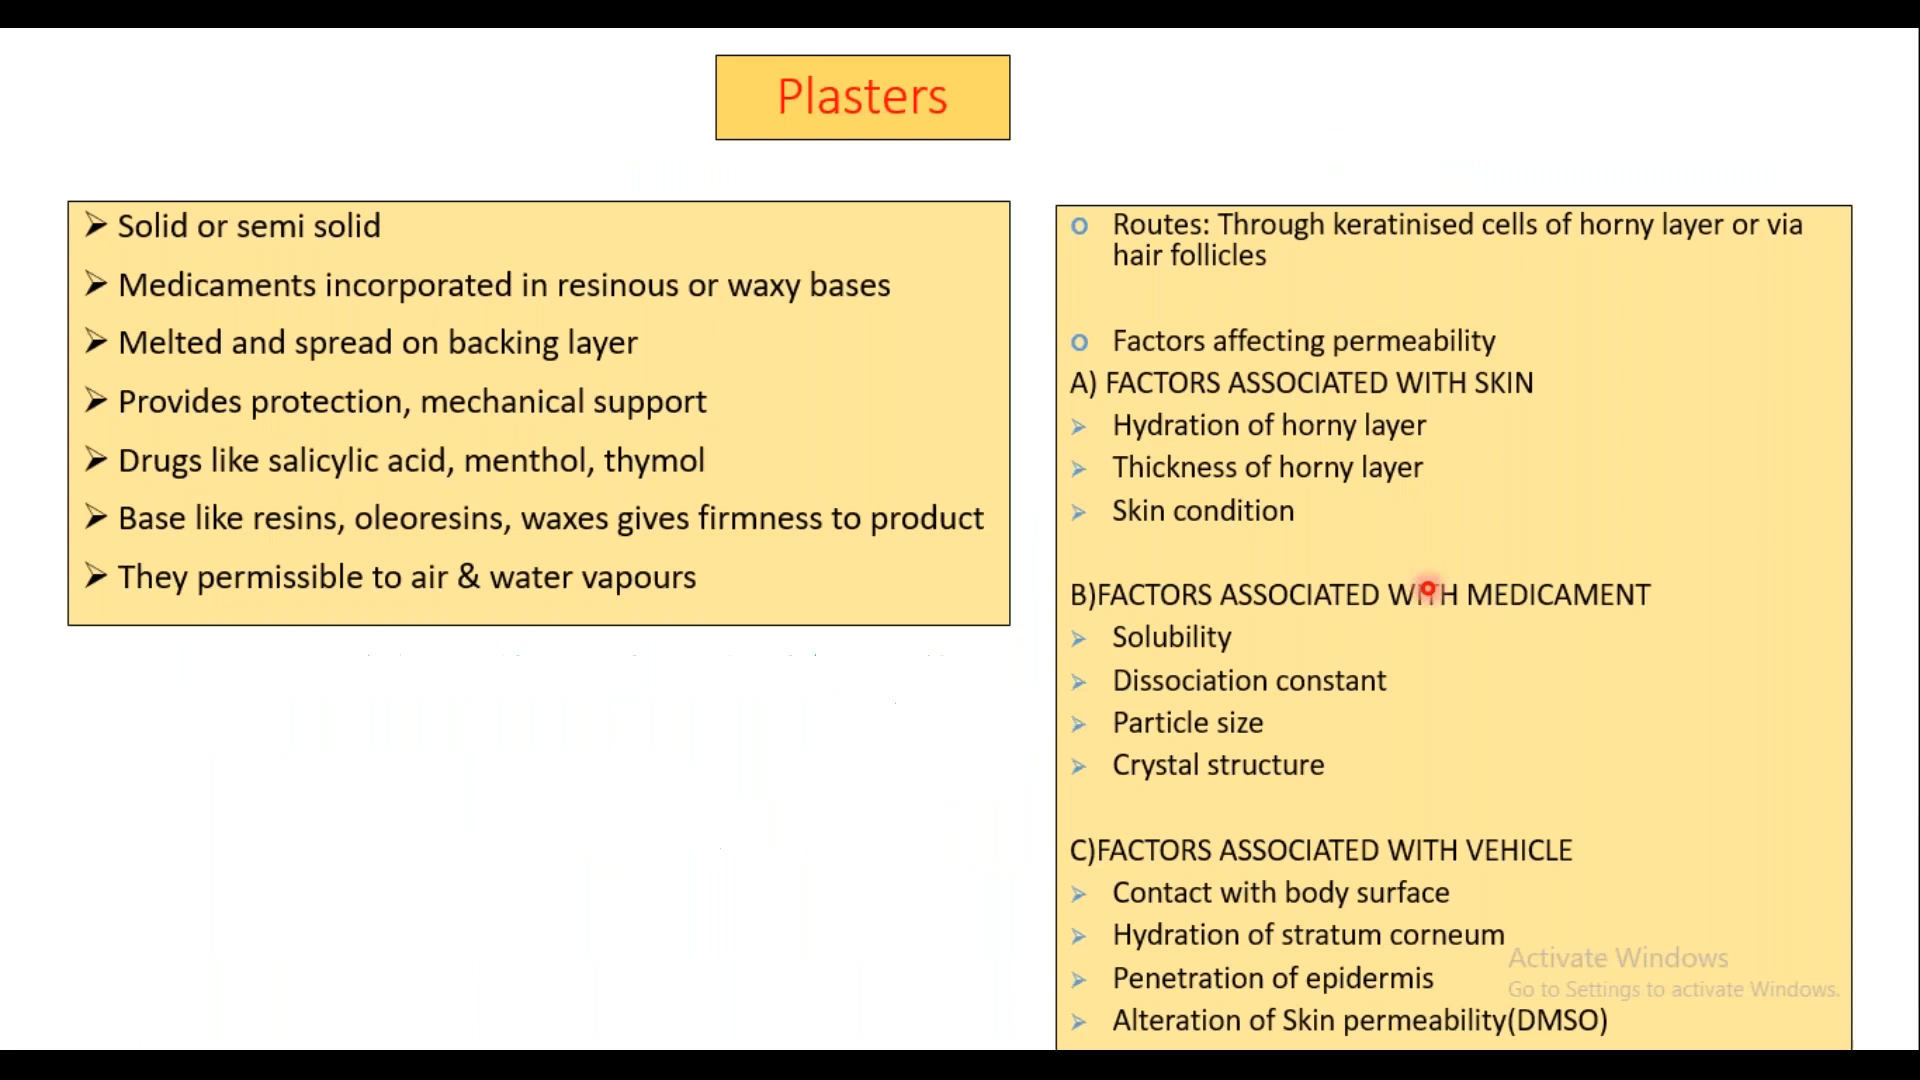 Plasters
Solid or semi solid
Medicaments incorporated in resinous or waxy bases
Melted and spread on backing layer
Provides protection, mechanical support
Drugs like salicylic acid, menthol, thymol
Base like resins, oleoresins, waxes gives firmness to product
They permissible to air & water vapours
Routes: Through keratinised cells of horny layer or via
hair follicles
Factors affecting permeability
A) FACTORS ASSOCIATED WITH SKIN
Hydration of horny layer
Thickness of horny layer
Skin condition
B)FACTORS ASSOCIATED WITH MEDICAMENT
Solubility
Dissociation constant
Particle size
Crystal structure
C)FACTORS ASSOCIATED WITH VEHICLE
Contact with body surface
Hydration of stratum corneum
Penetration of epidermis
Alteration of Skin permeability(DMSO)
Activate Windows
Go to Settings to activate Windows.